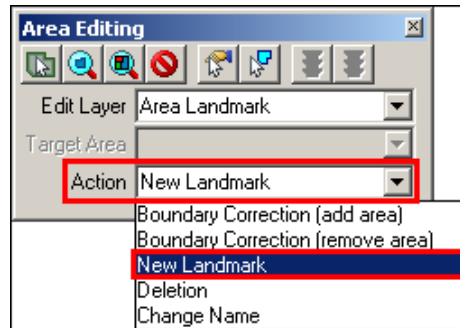 Area Editing
Edit Layer Area Landmark
Target Area
Action New Landmark
Boundary Correction (add area)
Boundary Correction (remove area)
New Landmark
Deletion
Change Name